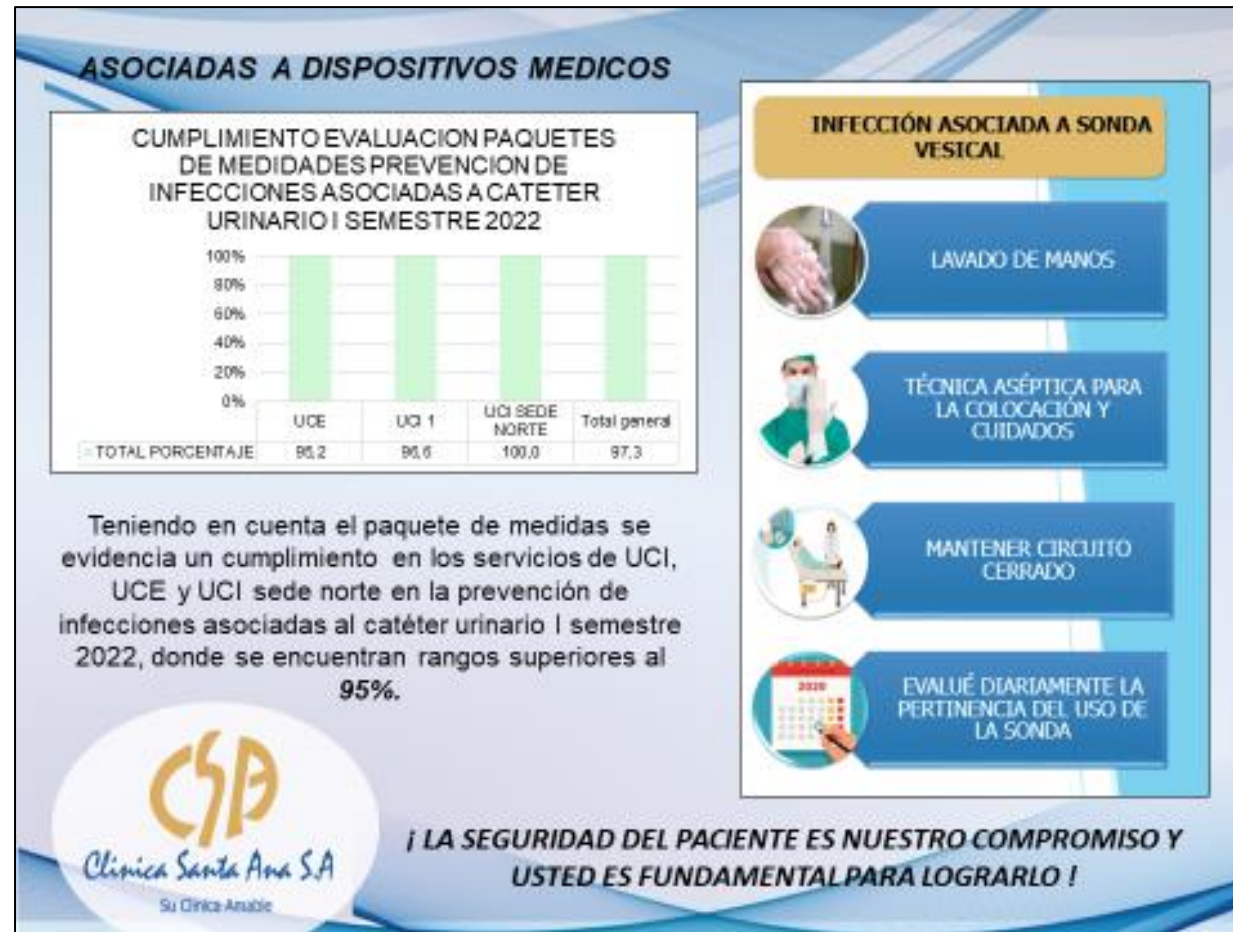 ASOCIADAS A DISPOSITIVOS MEDICOS
CUMPLIMIENTO EVALUACION PAQUETES
DE MEDIDADES PREVENCION DE
INFECCIONES ASOCIADAS A CATETER
URINARIO I SEMESTRE 2022
100%
80%
60%
40%
20%
0%
UCE
UCI 1
UCI SEDE
NORTE
Total general
TOTAL PORCENTAJE
95,2
96,6
100,0
97,3
Teniendo en cuenta el paquete de medidas se
evidencia un cumplimiento en los servicios de UCI,
UCE y UCI sede norte en la prevención de
infecciones asociadas al catéter urinario I semestre
2022, donde se encuentran rangos superiores al
95%.
INFECCIÓN ASOCIADA A SONDA
VESICAL
LAVADO DE MANOS
TÉCNICA ASÉPTICA PARA
LA COLOCACIÓN Y
CUIDADOS
MANTENER CIRCUITO
CERRADO
2020
EVALUÉ DIARIAMENTE LA
PERTINENCIA DEL USO DE
LA SONDA
CSA
Clínica Santa Ana S.A
Su Clínica Amable
¡ LA SEGURIDAD DEL PACIENTE ES NUESTRO COMPROMISO Y
USTED ES FUNDAMENTAL PARA LOGRARLO !